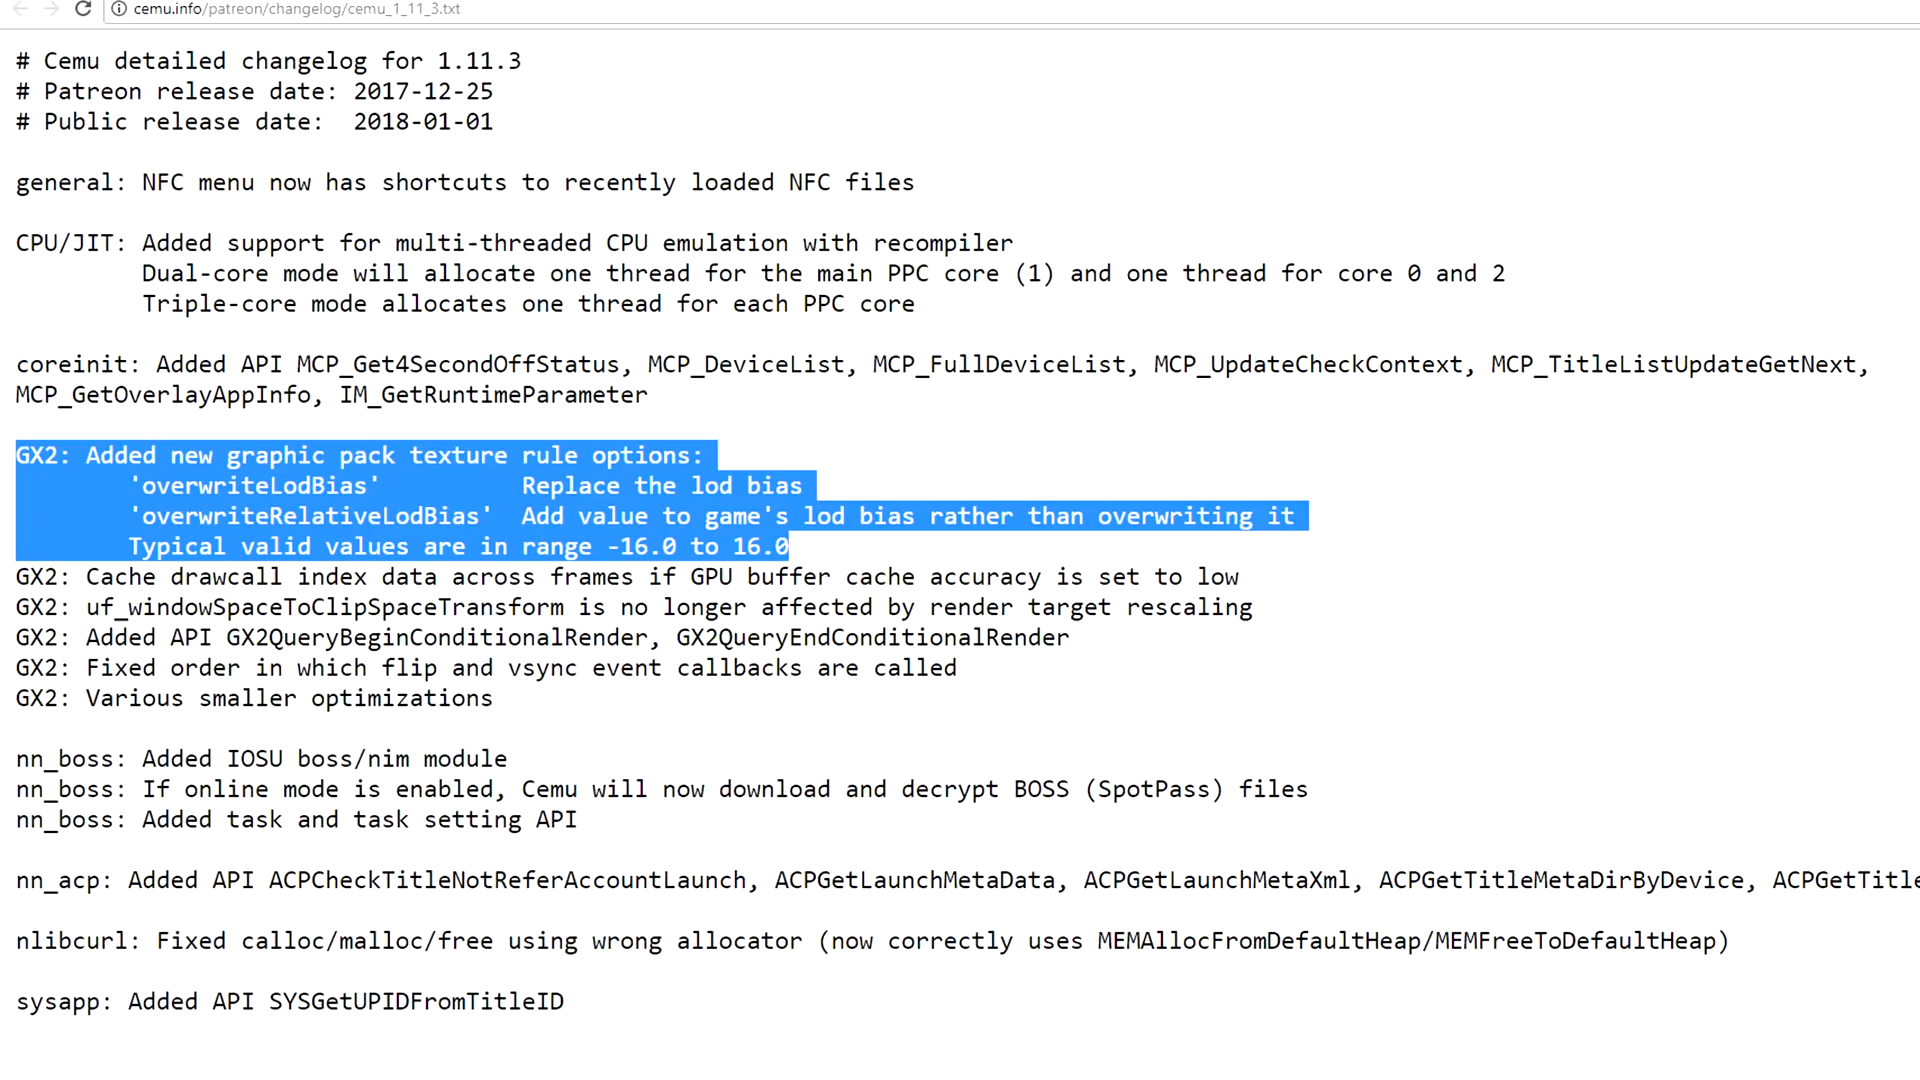 cemu.info/patreon/changelog/cemu_1_11_3.txt
# Cemu detailed changelog for 1.11.3
# Patreon release date: 2017-12-25
# Public release date:  2018-01-01
general: NFC menu now has shortcuts to recently loaded NFC files
CPU/JIT: Added support for multi-threaded CPU emulation with recompiler
Dual-core mode will allocate one thread for the main PPC core (1) and one thread for core 0 and 2
Triple-core mode allocates one thread for each PPC core
coreinit: Added API MCP_Get4SecondOffStatus, MCP_DeviceList, MCP_FullDeviceList, MCP_UpdateCheckContext, MCP_TitleListUpdateGetNext,
MCP_GetOverlayAppInfo, IM_GetRuntimeParameter
GX2: Added new graphic pack texture rule options:
'overwriteLodBias'          Replace the lod bias
'overwriteRelativeLodBias'  Add value to game's lod bias rather than overwriting it
Typical valid values are in range -16.0 to 16.0
GX2: Cache drawcall index data across frames if GPU buffer cache accuracy is set to low
GX2: uf_windowSpaceToClipSpaceTransform is no longer affected by render target rescaling
GX2: Added API GX2QueryBeginConditionalRender, GX2QueryEndConditionalRender
GX2: Fixed order in which flip and vsync event callbacks are called
GX2: Various smaller optimizations
nn_boss: Added IOSU boss/nim module
nn_boss: If online mode is enabled, Cemu will now download and decrypt BOSS (SpotPass) files
nn_boss: Added task and task setting API
nn_acp: Added API ACPCheckTitleNotReferAccountLaunch, ACPGetLaunchMetaData, ACPGetLaunchMetaXml, ACPGetTitleMetaDirByDevice, ACPGetTitle
nlibcurl: Fixed calloc/malloc/free using wrong allocator (now correctly uses MEMAllocFromDefaultHeap/MEMFreeToDefaultHeap)
sysapp: Added API SYSGetUPIDFromTitleID